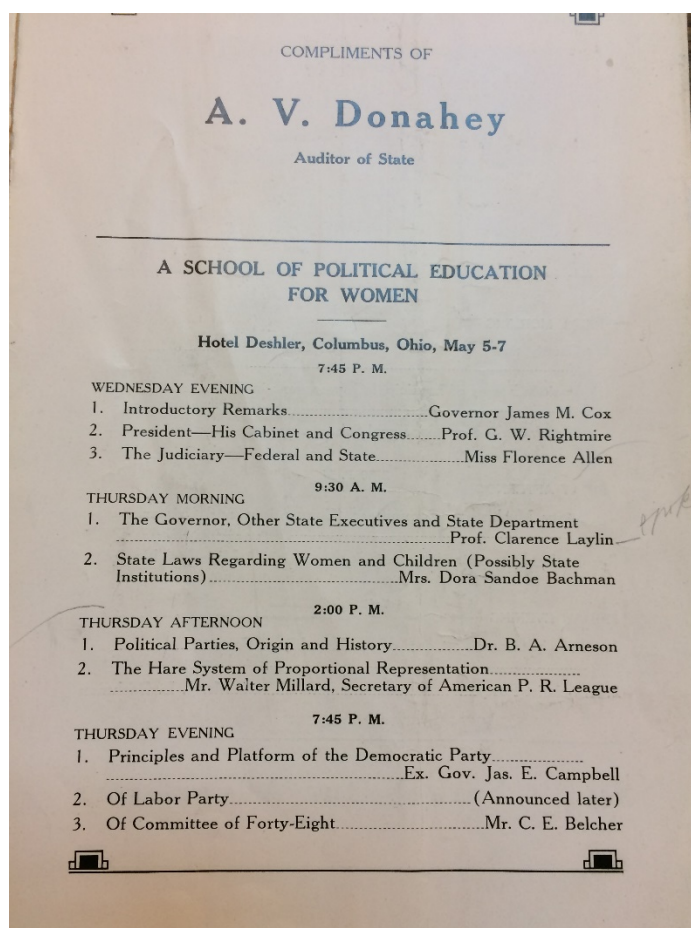 COMPLIMENTS OF
A. V. Donahey
Auditor of State
A SCHOOL OF POLITICAL EDUCATION
FOR WOMEN
Hotel Deshler, Columbus, Ohio, May 5-7
7:45 P. M.
WEDNESDAY EVENING
1. Introductory Remarks..............................Governor James M. Cox
2. President—His Cabinet and Congress........Prof. G. W. Rightmire
3. The Judiciary—Federal and State...................Miss Florence Allen
9:30 A. M.
THURSDAY MORNING
1. The Governor, Other State Executives and State Department
......................................................................Prof. Clarence Laylin
2. State Laws Regarding Women and Children (Possibly State
Institutions)........................................Mrs. Dora Sandoe Bachman
2:00 P. M.
THURSDAY AFTERNOON
1. Political Parties, Origin and History.................Dr. B. A. Arneson
2. The Hare System of Proportional Representation...................
...............Mr. Walter Millard, Secretary of American P. R. League
7:45 P. M.
THURSDAY EVENING
1. Principles and Platform of the Democratic Party...................
..............................................................Ex. Gov. Jas. E. Campbell
2. Of Labor Party..................................................(Announced later)
3. Of Committee of Forty-Eight...............................Mr. C. E. Belcher